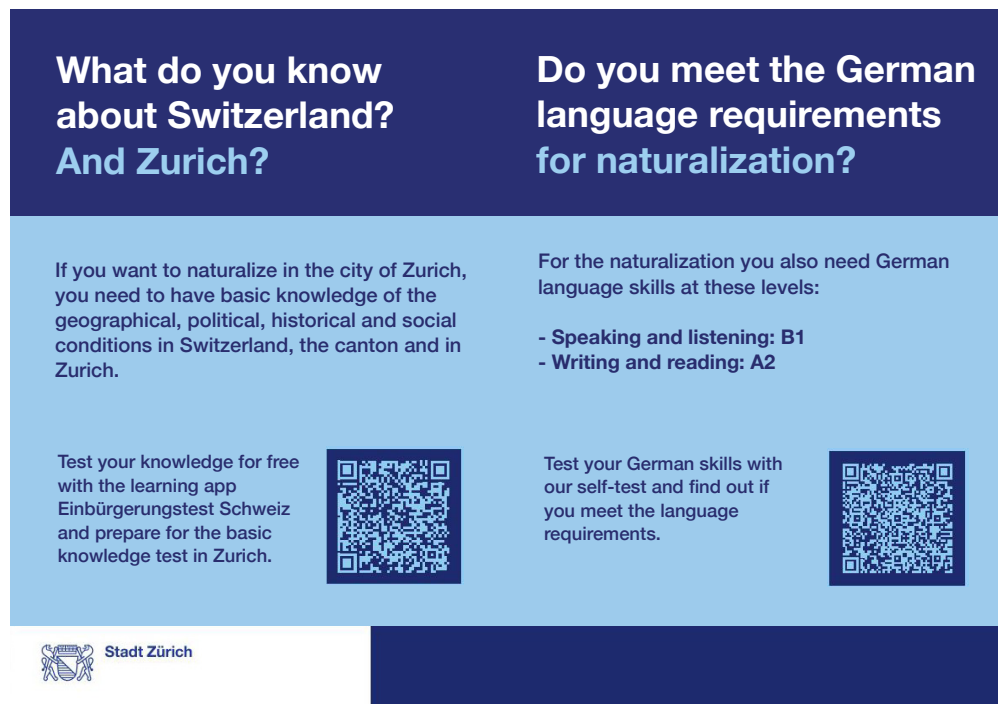 What do you know
about Switzerland?
And Zurich?
If you want to naturalize in the city of Zurich,
you need to have basic knowledge of the
geographical, political, historical and social
conditions in Switzerland, the canton and in
Zurich.
Test your knowledge for free
with the learning app
Einbürgerungstest Schweiz
and prepare for the basic
knowledge test in Zurich.
Do you meet the German
language requirements
for naturalization?
For the naturalization you also need German
language skills at these levels:
- Speaking and listening: B1
- Writing and reading: A2
Test your German skills with
our self-test and find out if
you meet the language
requirements.
Stadt Zürich